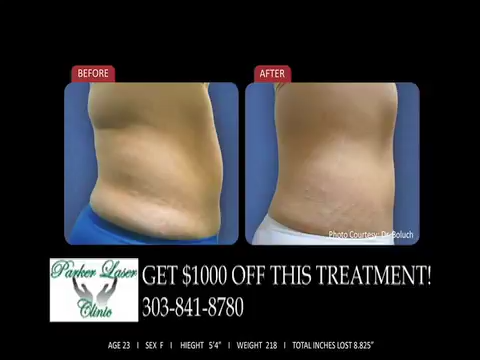 BEFORE
AFTER
Photo Courtesy: Dr. Boluch
Parker Laser
Clinic
GET $1000 OFF THIS TREATMENT!
303-841-8780
AGE 23 I SEX F I HIEGHT 5'4" I WEIGHT 218 I TOTAL INCHES LOST 8.825"